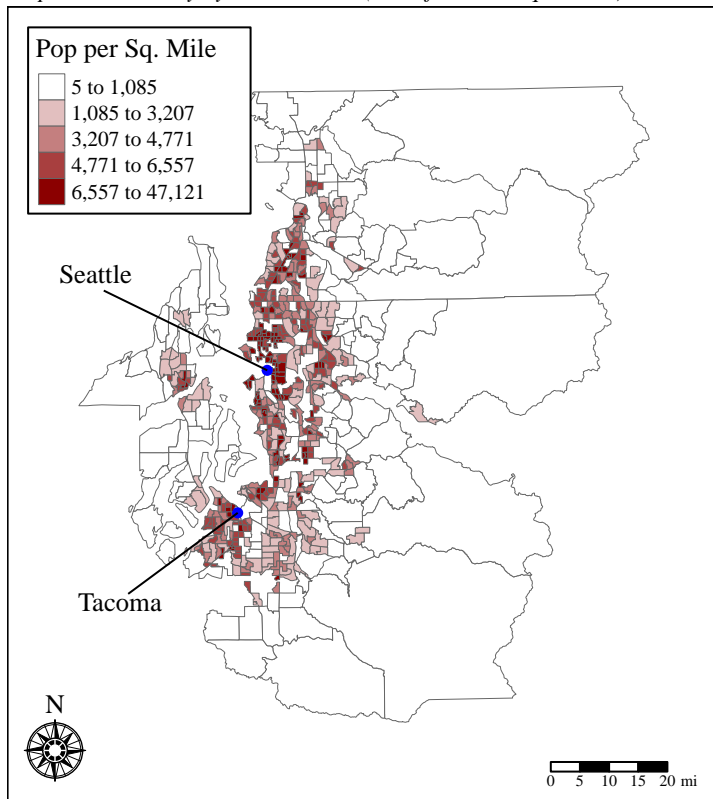 Pop per Sq. Mile
5 to 1,085
1,085 to 3,207
3,207 to 4,771
4,771 to 6,557
6,557 to 47,121
Seattle
Tacoma
N
0 5 10 15 20 mi